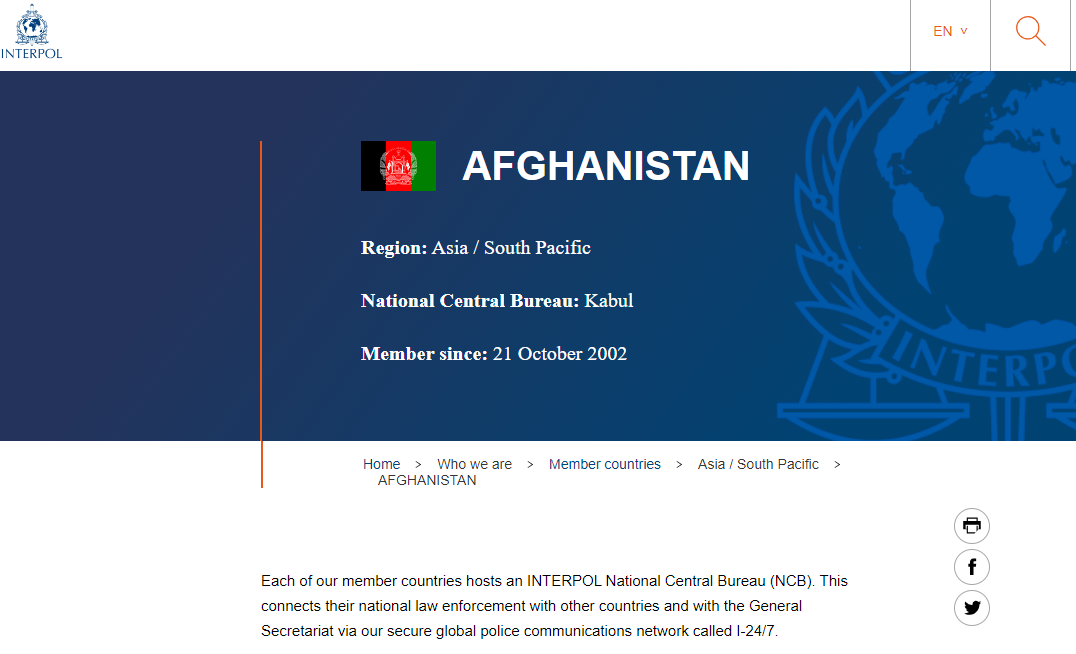 INTERPOL
EN v
AFGHANISTAN
Region: Asia / South Pacific
National Central Bureau: Kabul
Member since: 21 October 2002
INTERPO
Home > Who we are > Member countries > Asia / South Pacific >
AFGHANISTAN
Each of our member countries hosts an INTERPOL National Central Bureau (NCB). This
connects their national law enforcement with other countries and with the General
Secretariat via our secure global police communications network called I-24/7.